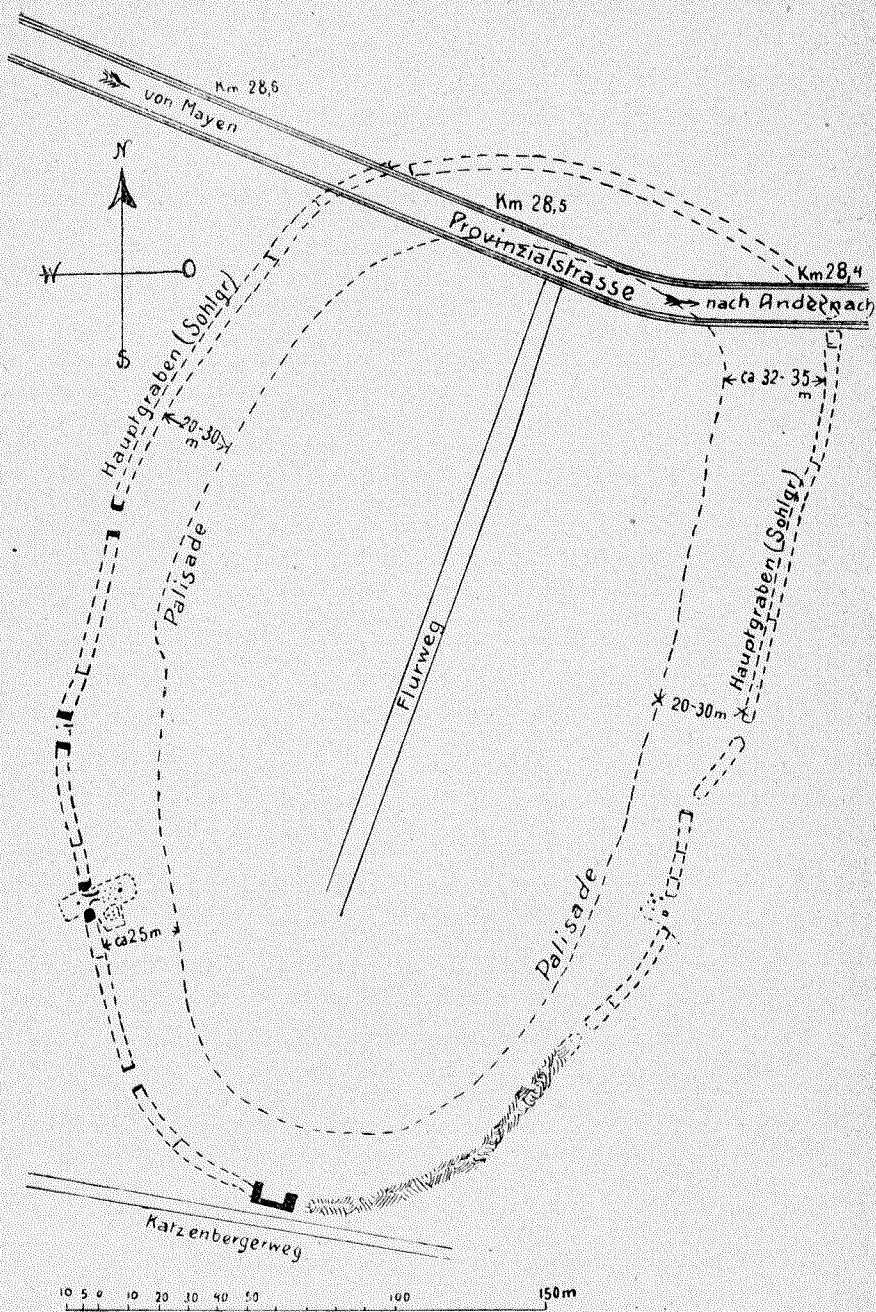 Km 28,6
von Mayen
N
W
O
S
Km 28,5
Provinzialstrasse
Km 28,4
nach Andernach
ca 32-35
m
Hauptgraben (Sohlgr)
20-30
m
Palisade
Hauptgraben (Sohlgr)
Flurweg
20-30m
Palisade
ca 25m
Katzenbergerweg
10 5 0 10 20 30 40 50 100 150m